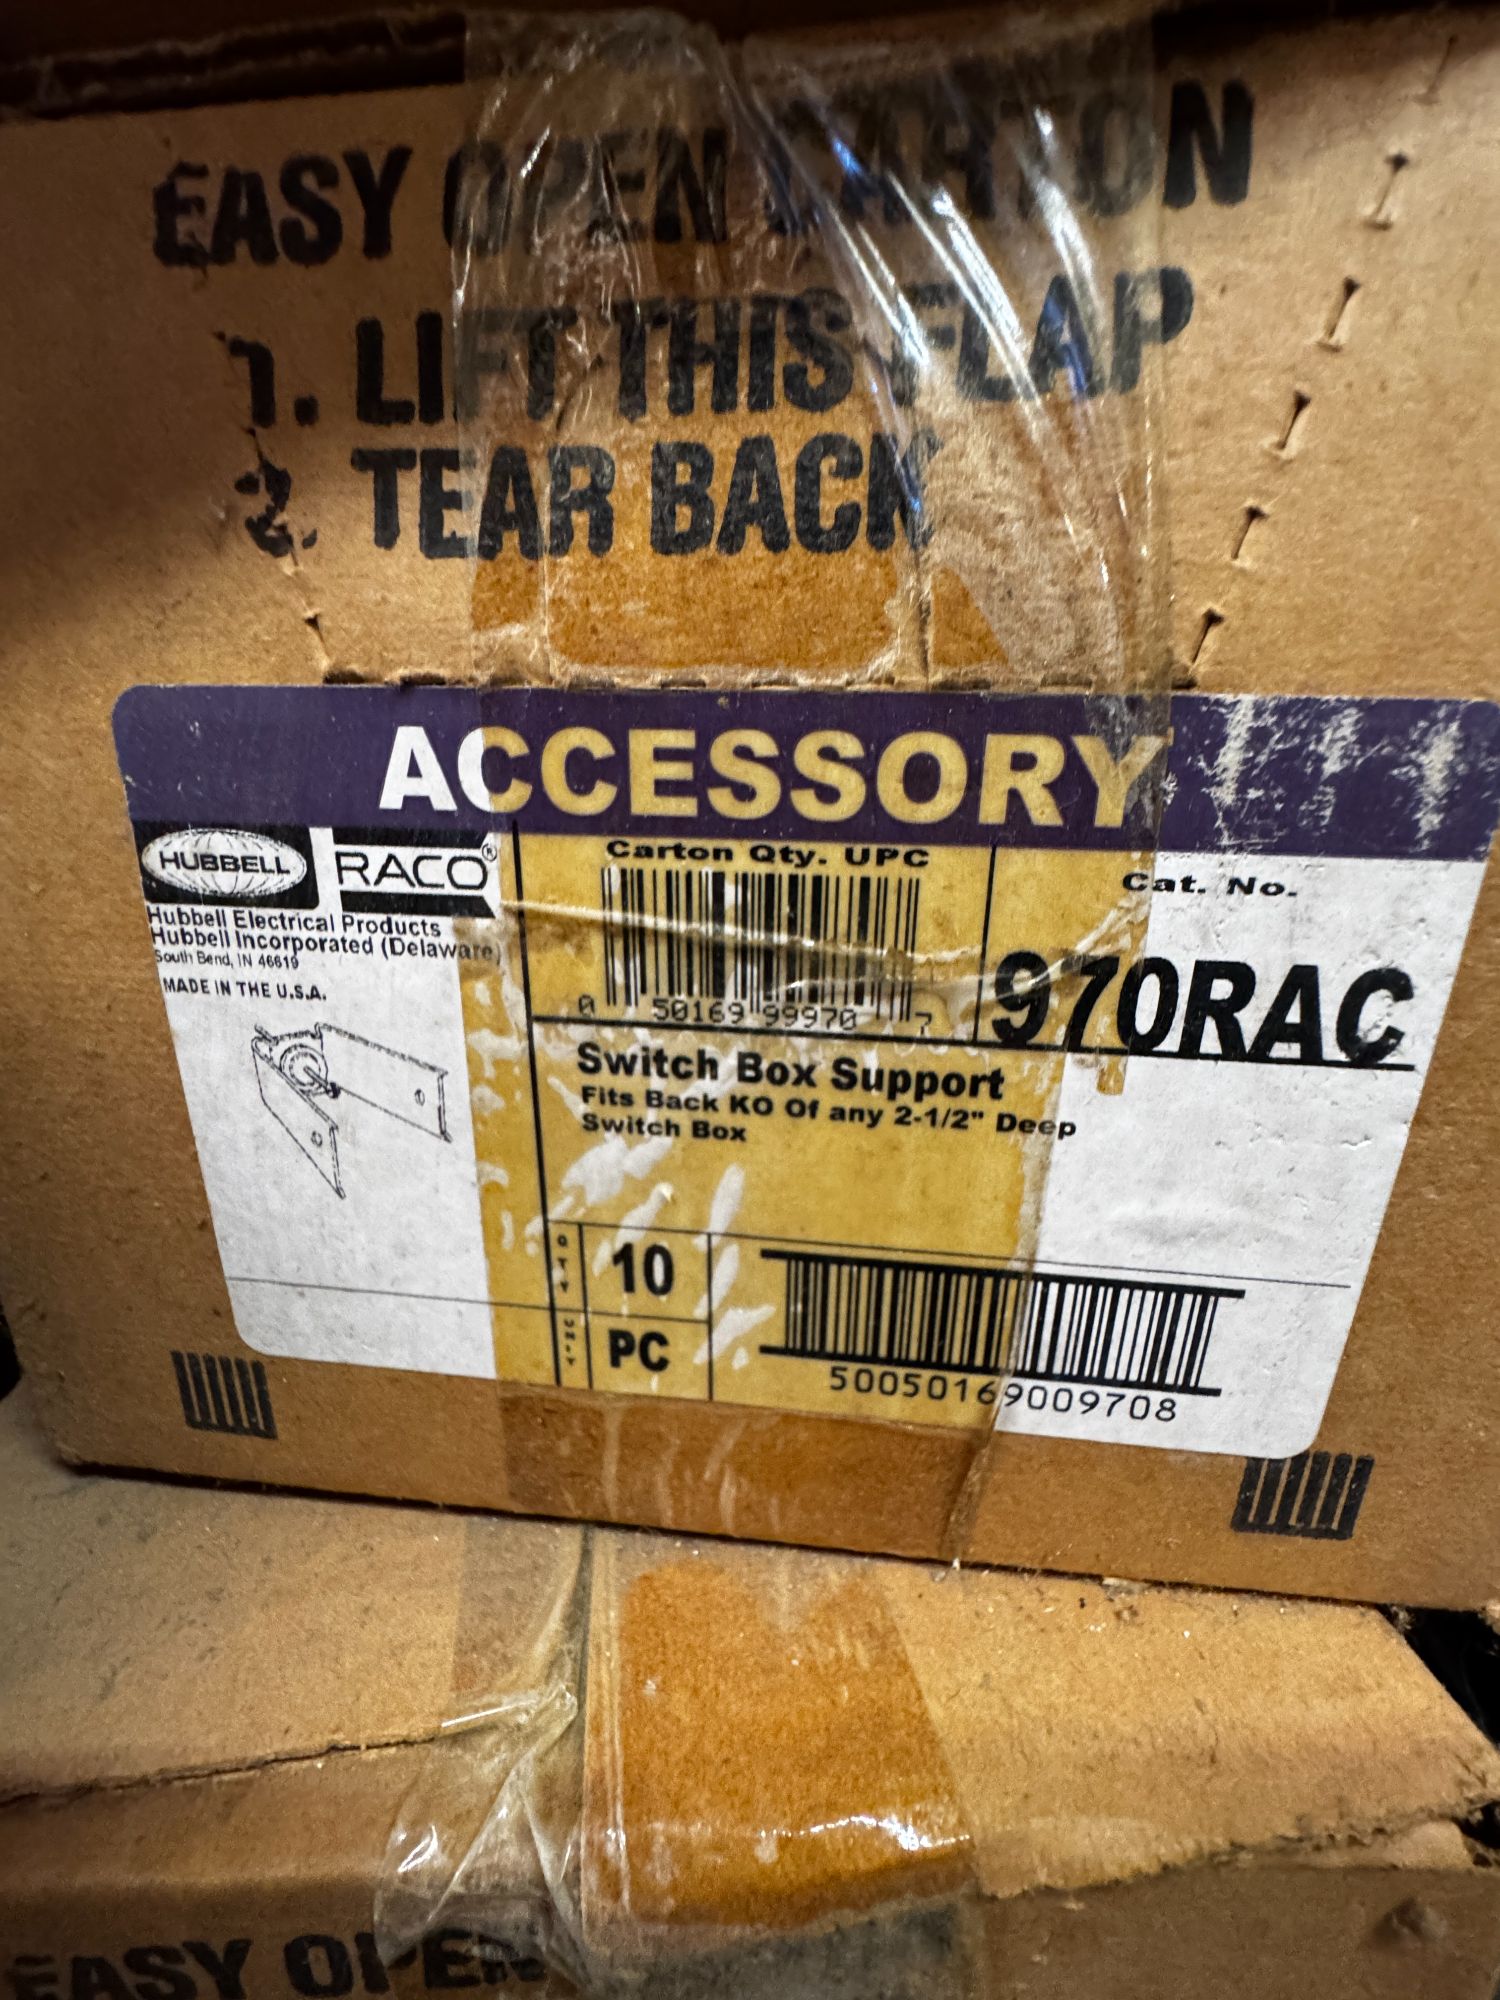 EASY OPEN CARTON
1. LIFT THIS FLAP
2. TEAR BACK
ACCESSORY
HUBBELL RACO®
Hubbell Electrical Products
Hubbell Incorporated (Delaware)
South Bend, IN 46619
MADE IN THE U.S.A.
Carton Qty. UPC
0 50169 99970 7
Cat. No.
970RAC
Switch Box Support
Fits Back KO Of any 2-1/2" Deep
Switch Box
QTY 10
UNIT PC
50050169009708
EASY OPEN